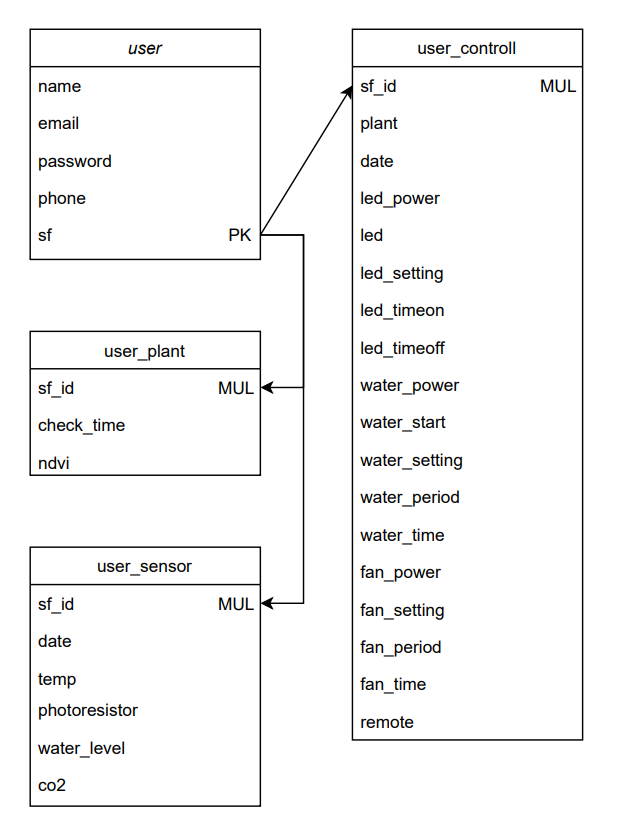 user
name
email
password
phone
sf PK
user_plant
sf_id MUL
check_time
ndvi
user_sensor
sf_id MUL
date
temp
photoresistor
water_level
co2
user_controll
sf_id MUL
plant
date
led_power
led
led_setting
led_timeon
led_timeoff
water_power
water_start
water_setting
water_period
water_time
fan_power
fan_setting
fan_period
fan_time
remote